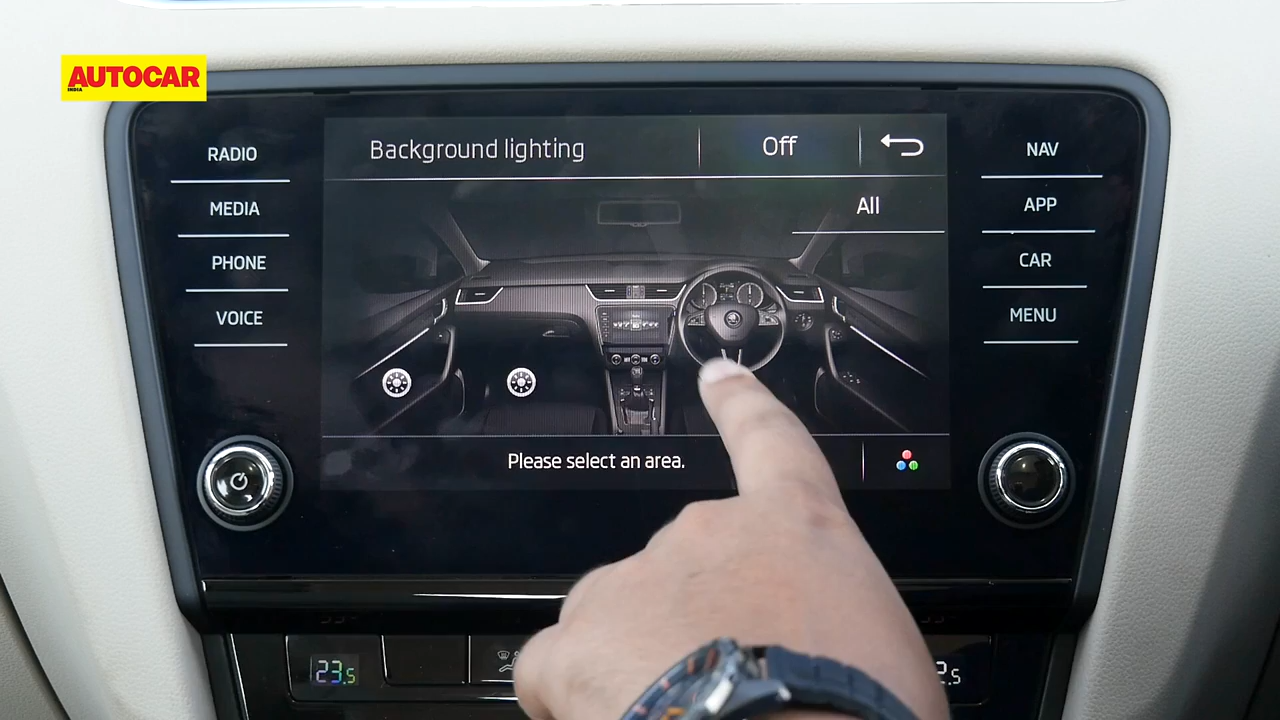 AUTOCAR
INDIA
Background lighting
Off
All
RADIO
MEDIA
PHONE
VOICE
NAV
APP
CAR
MENU
Please select an area.
23.5